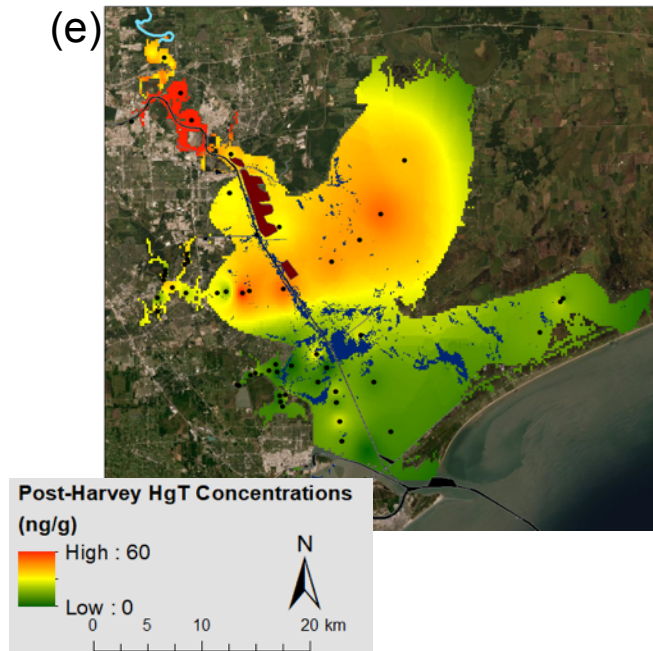 (e)
Post-Harvey HgT Concentrations
(ng/g)
High : 60
Low : 0
N
0 5 10 20 km